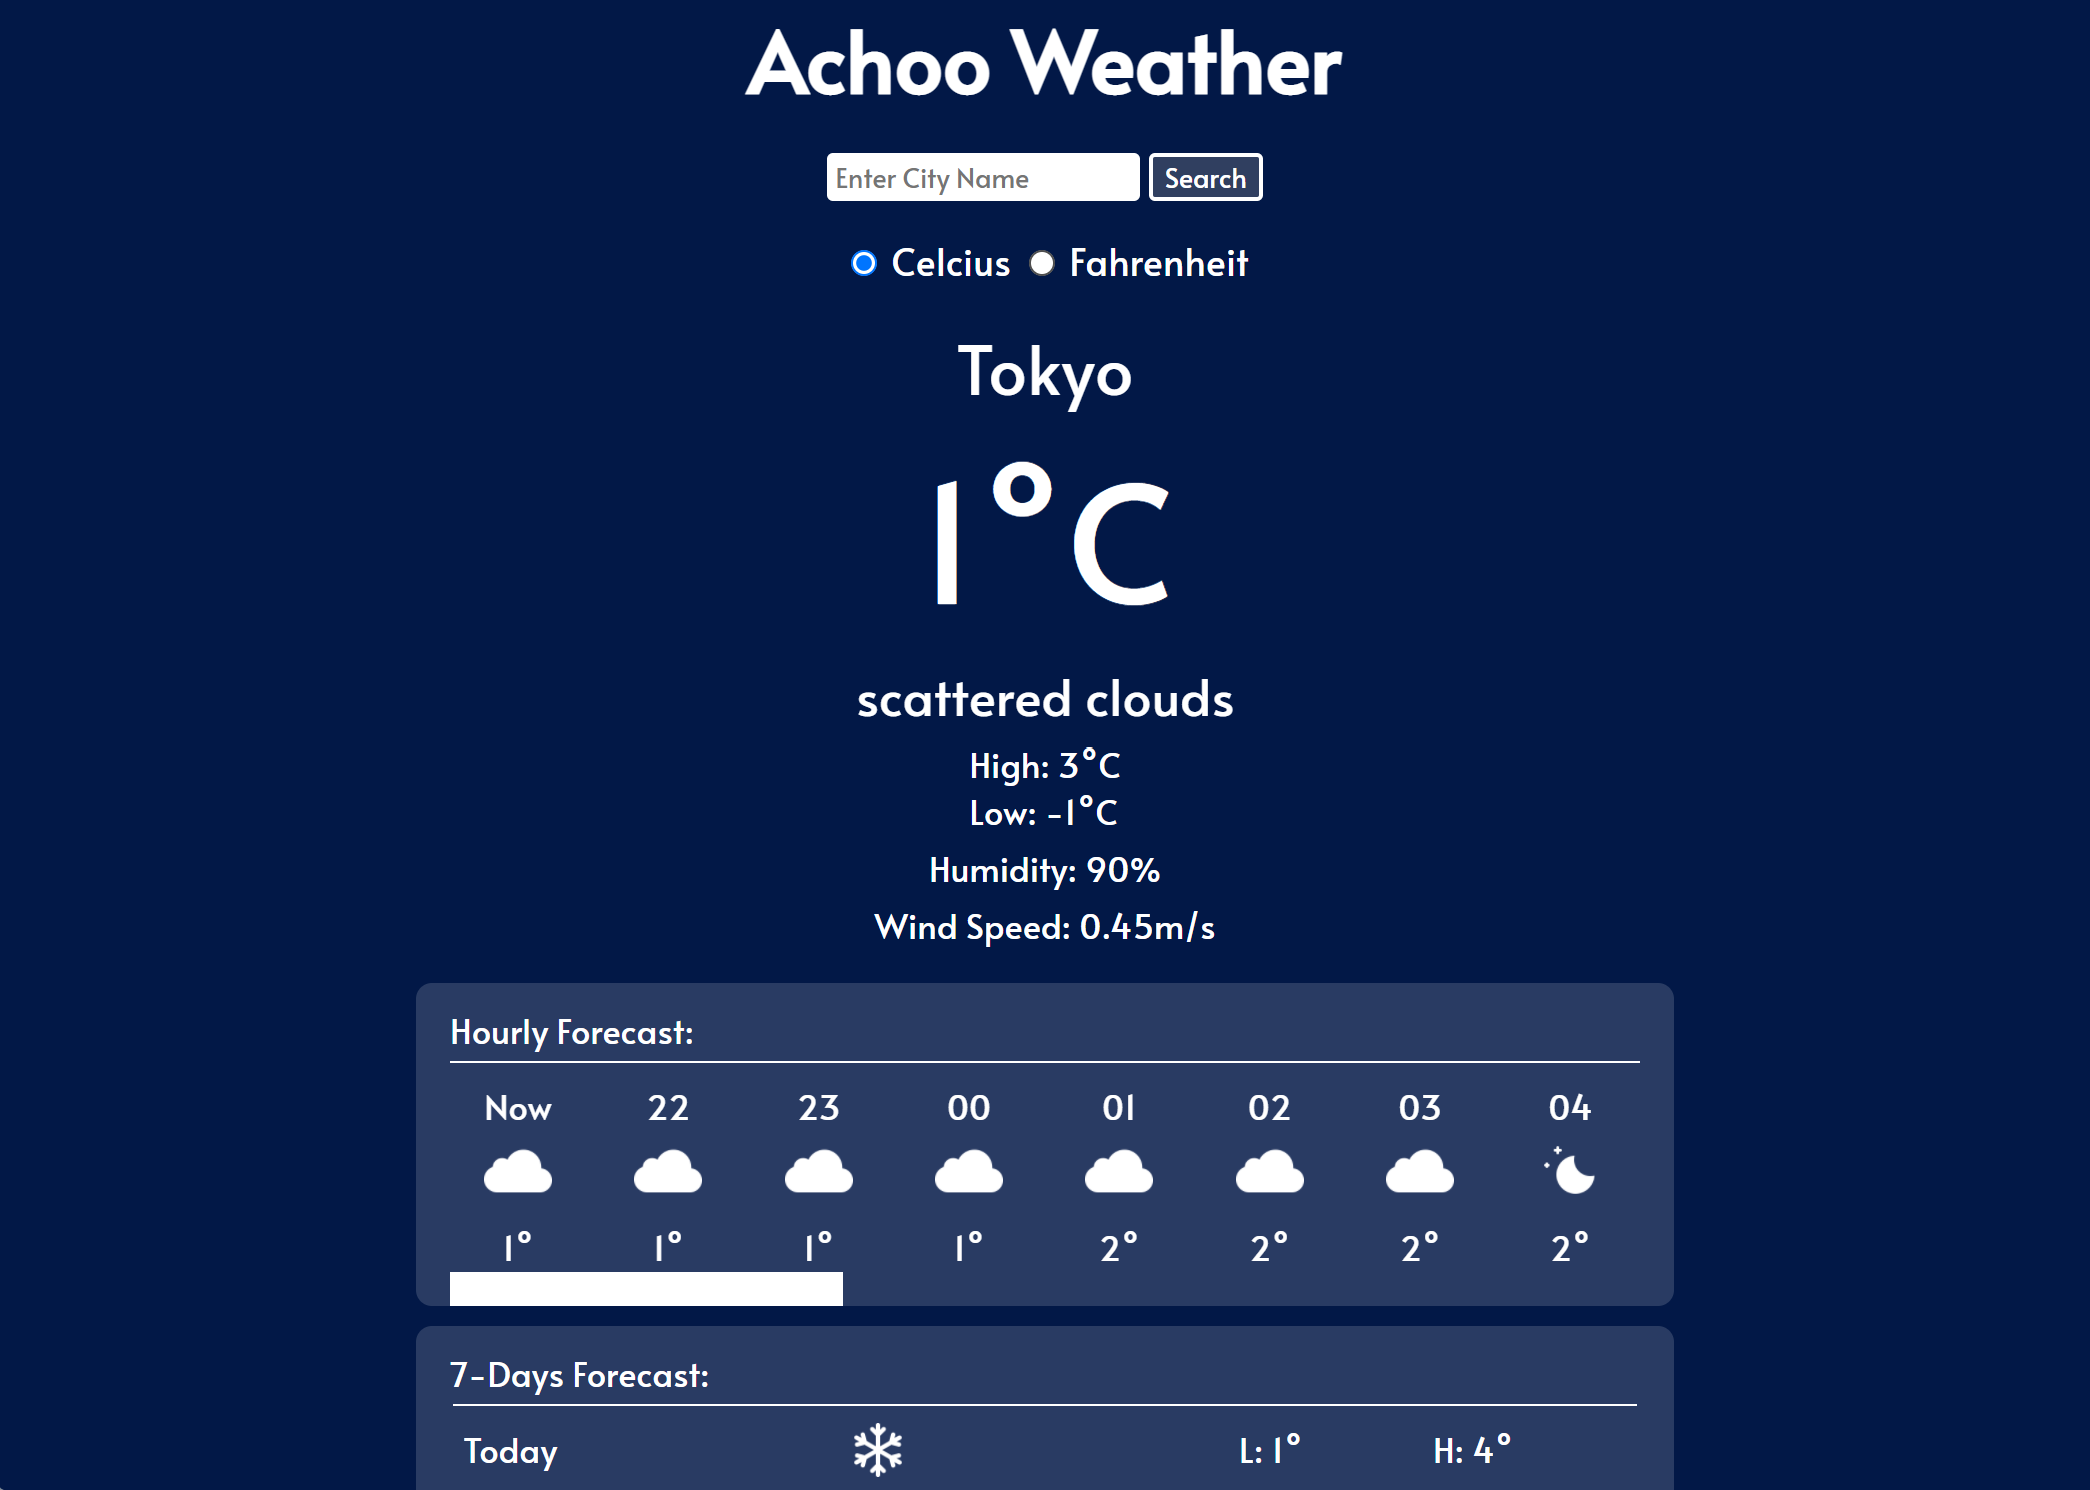 Achoo Weather
Enter City Name Search
Celcius Fahrenheit
Tokyo
1°C
scattered clouds
High: 3°C
Low: -1°C
Humidity: 90%
Wind Speed: 0.45m/s
Hourly Forecast:
Now 22 23 00 01 02 03 04
1° 1° 1° 1° 2° 2° 2° 2°
7-Days Forecast:
Today L: 1° H: 4°